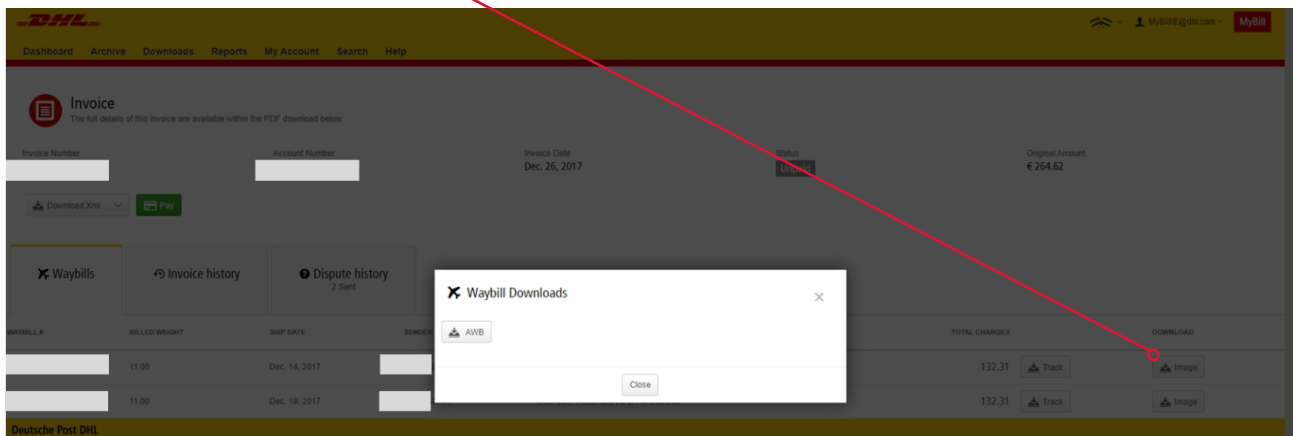 DHL
MyBillE@dhl.com
MyBill
Dashboard Archive Downloads Reports My Account Search Help
Invoice
The full details of this invoice are available within the PDF download below
Invoice Number Account Number Invoice Date Status Original Amount
Dec. 26, 2017 Unpaid € 264.62
Download Xml Pay
Waybills Invoice history Dispute history
2 Sent
Waybill Downloads
AWB
Close
WAYBILL # BILLED WEIGHT SHIP DATE SENDER TOTAL CHARGES DOWNLOAD
11.00 Dec. 14, 2017 132.31 Track Image
11.00 Dec. 19, 2017 132.31 Track Image
Deutsche Post DHL